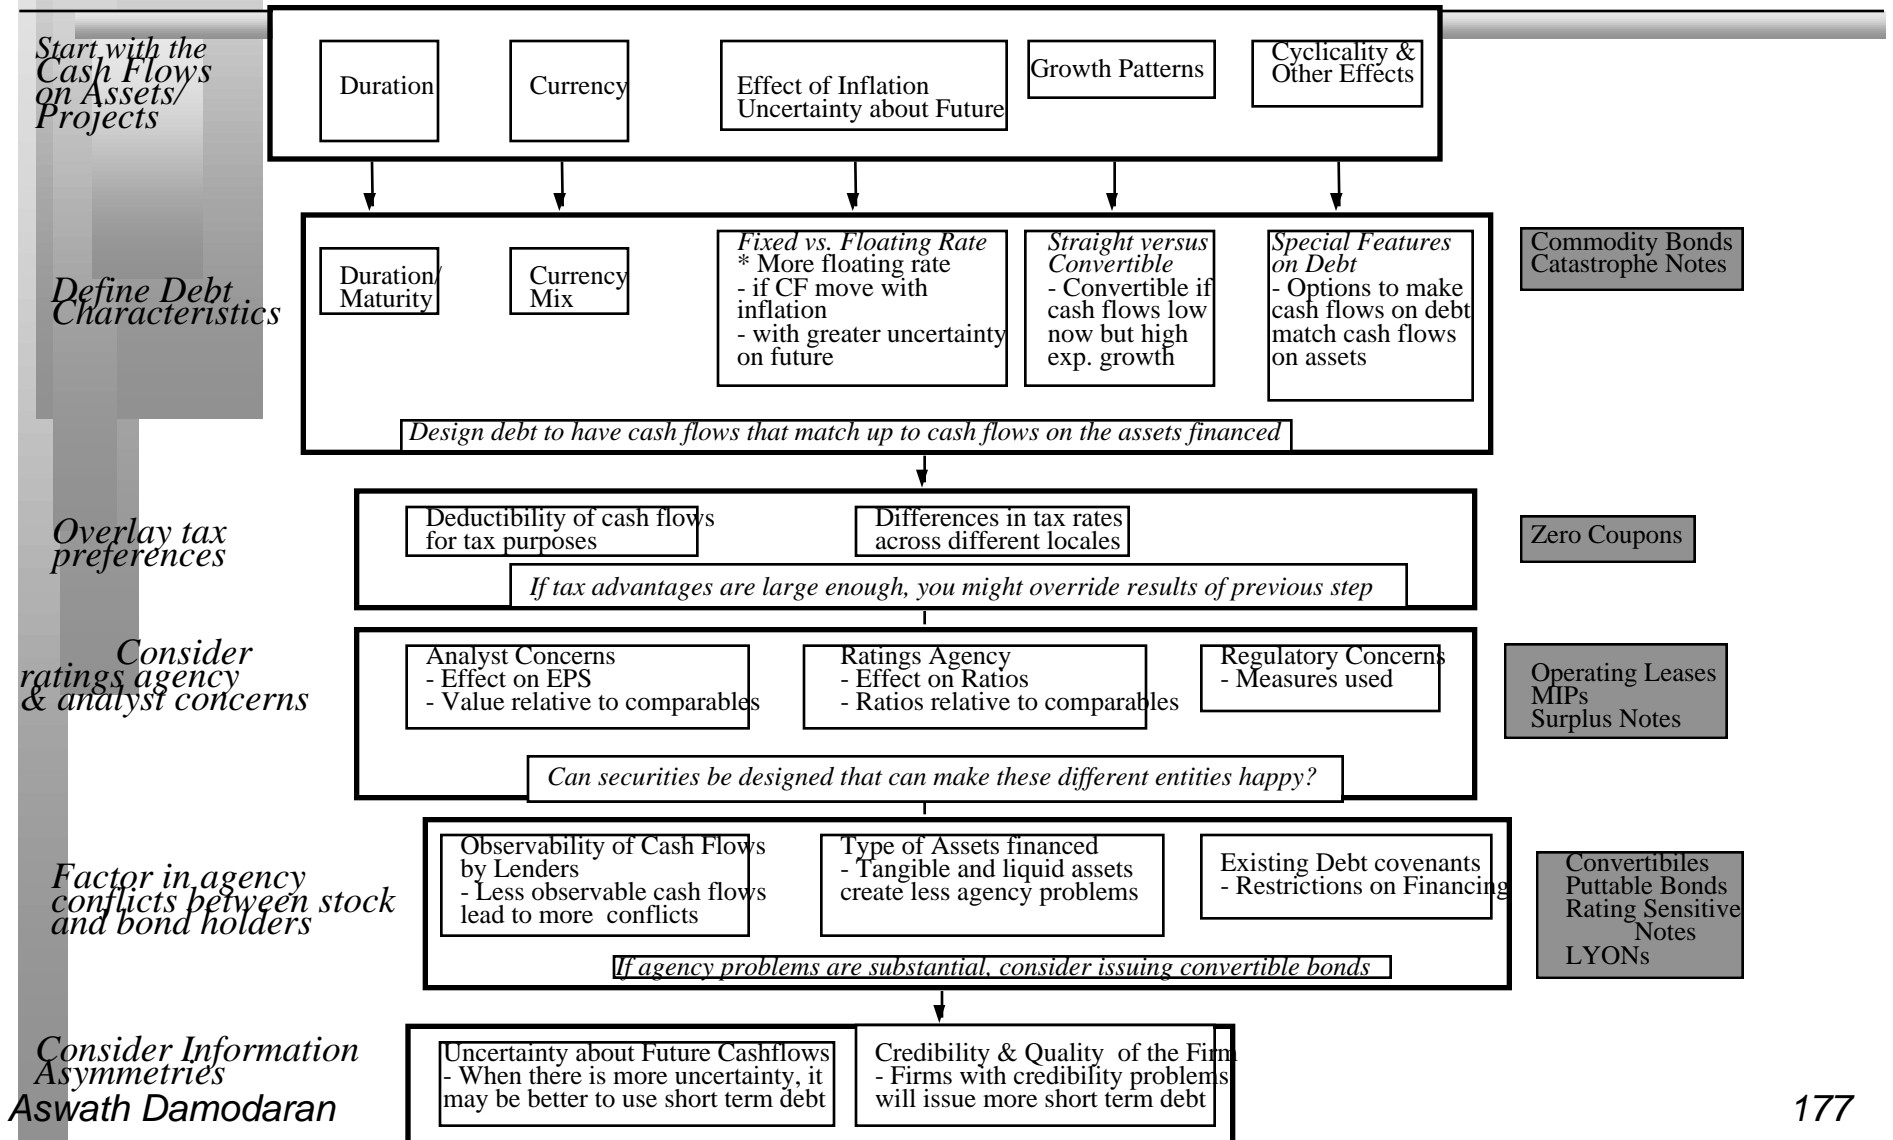 Start with the
Cash Flows
on Assets/
Projects
Duration
Currency
Effect of Inflation
Uncertainty about Future
Growth Patterns
Cyclicality &
Other Effects
Define Debt
Characteristics
Duration/
Maturity
Currency
Mix
Fixed vs. Floating Rate
* More floating rate
- if CF move with
inflation
- with greater uncertainty
on future
Straight versus
Convertible
- Convertible if
cash flows low
now but high
exp. growth
Special Features
on Debt
- Options to make
cash flows on debt
match cash flows
on assets
Commodity Bonds
Catastrophe Notes
Design debt to have cash flows that match up to cash flows on the assets financed
Overlay tax
preferences
Deductibility of cash flows
for tax purposes
Differences in tax rates
across different locales
Zero Coupons
If tax advantages are large enough, you might override results of previous step
Consider
ratings agency
& analyst concerns
Analyst Concerns
- Effect on EPS
- Value relative to comparables
Ratings Agency
- Effect on Ratios
- Ratios relative to comparables
Regulatory Concerns
- Measures used
Operating Leases
MIPs
Surplus Notes
Can securities be designed that can make these different entities happy?
Factor in agency
conflicts between stock
and bond holders
Observability of Cash Flows
by Lenders
- Less observable cash flows
lead to more conflicts
Type of Assets financed
- Tangible and liquid assets
create less agency problems
Existing Debt covenants
- Restrictions on Financing
Convertibiles
Puttable Bonds
Rating Sensitive
Notes
LYONs
If agency problems are substantial, consider issuing convertible bonds
Consider Information
Asymmetries
Uncertainty about Future Cashflows
- When there is more uncertainty, it
may be better to use short term debt
Credibility & Quality of the Firm
- Firms with credibility problems
will issue more short term debt
Aswath Damodaran
177